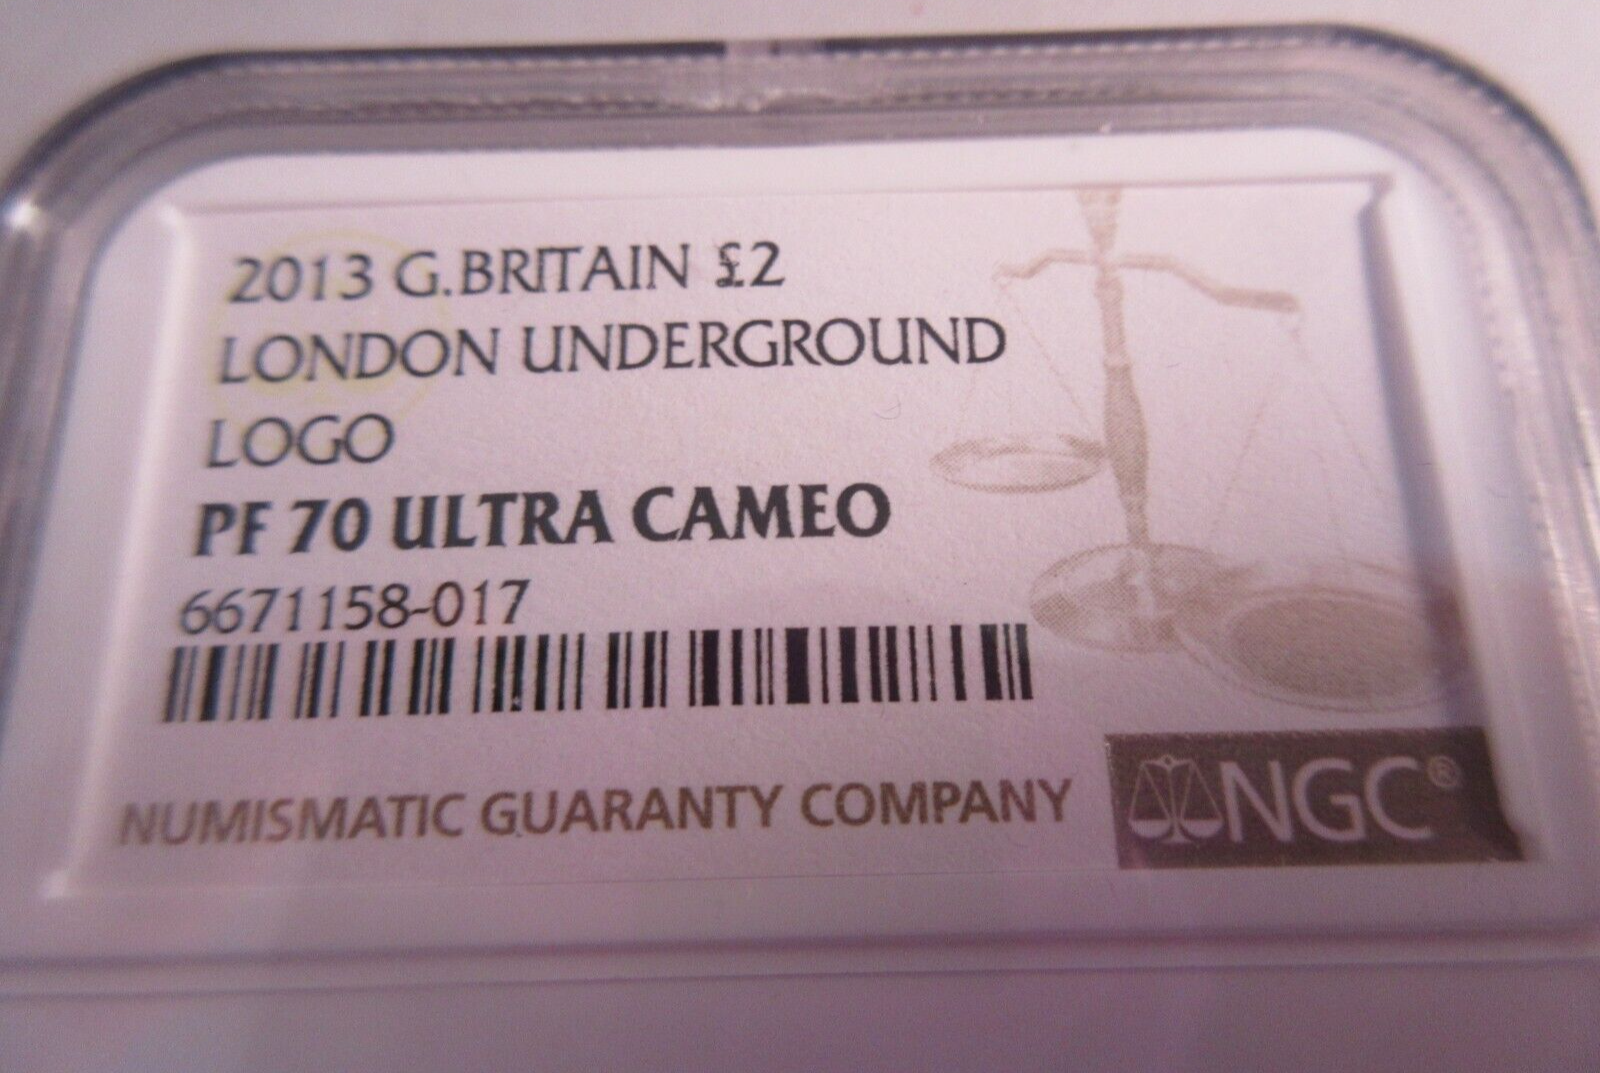 2013 G.BRITAIN £2
LONDON UNDERGROUND
LOGO
PF 70 ULTRA CAMEO
6671158-017
NUMISMATIC GUARANTY COMPANY
NGC®